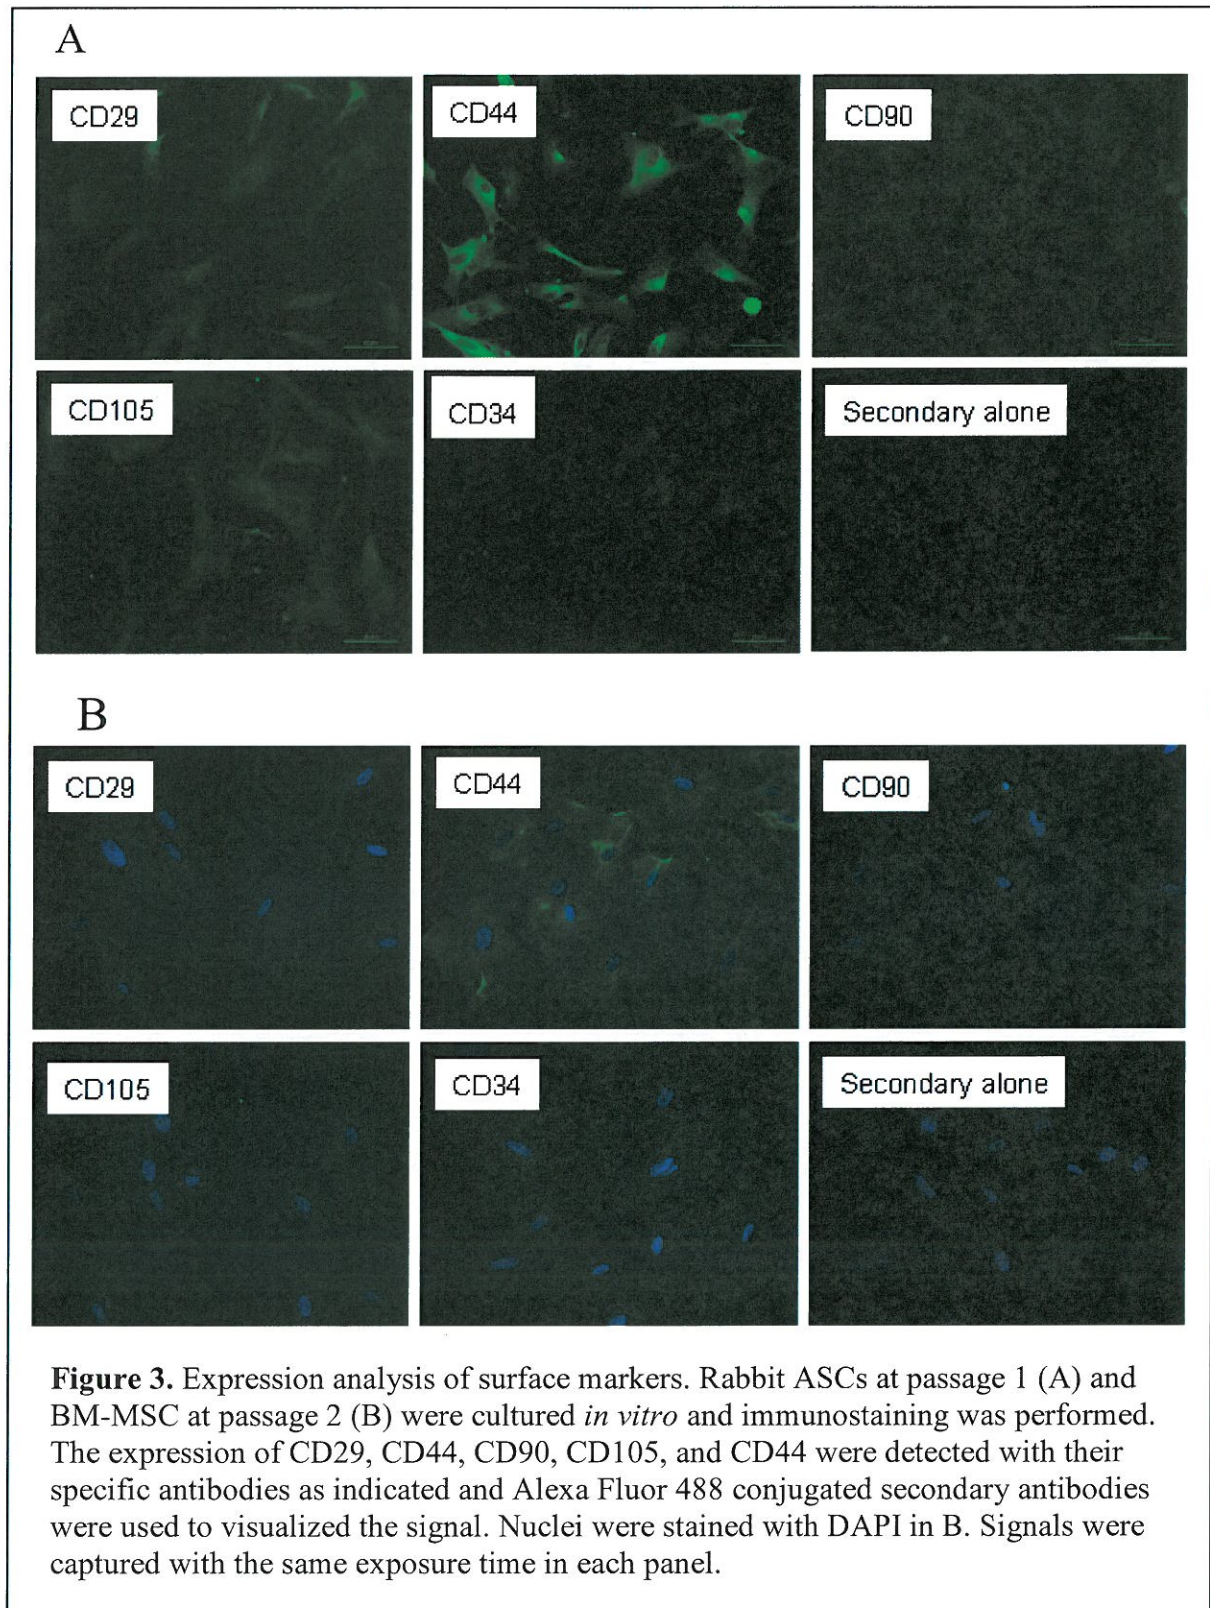 A
CD29
CD44
CD90
CD105
CD34
Secondary alone
B
CD29
CD44
CD90
CD105
CD34
Secondary alone
Figure 3. Expression analysis of surface markers. Rabbit ASCs at passage 1 (A) and
BM-MSC at passage 2 (B) were cultured in vitro and immunostaining was performed.
The expression of CD29, CD44, CD90, CD105, and CD44 were detected with their
specific antibodies as indicated and Alexa Fluor 488 conjugated secondary antibodies
were used to visualized the signal. Nuclei were stained with DAPI in B. Signals were
captured with the same exposure time in each panel.